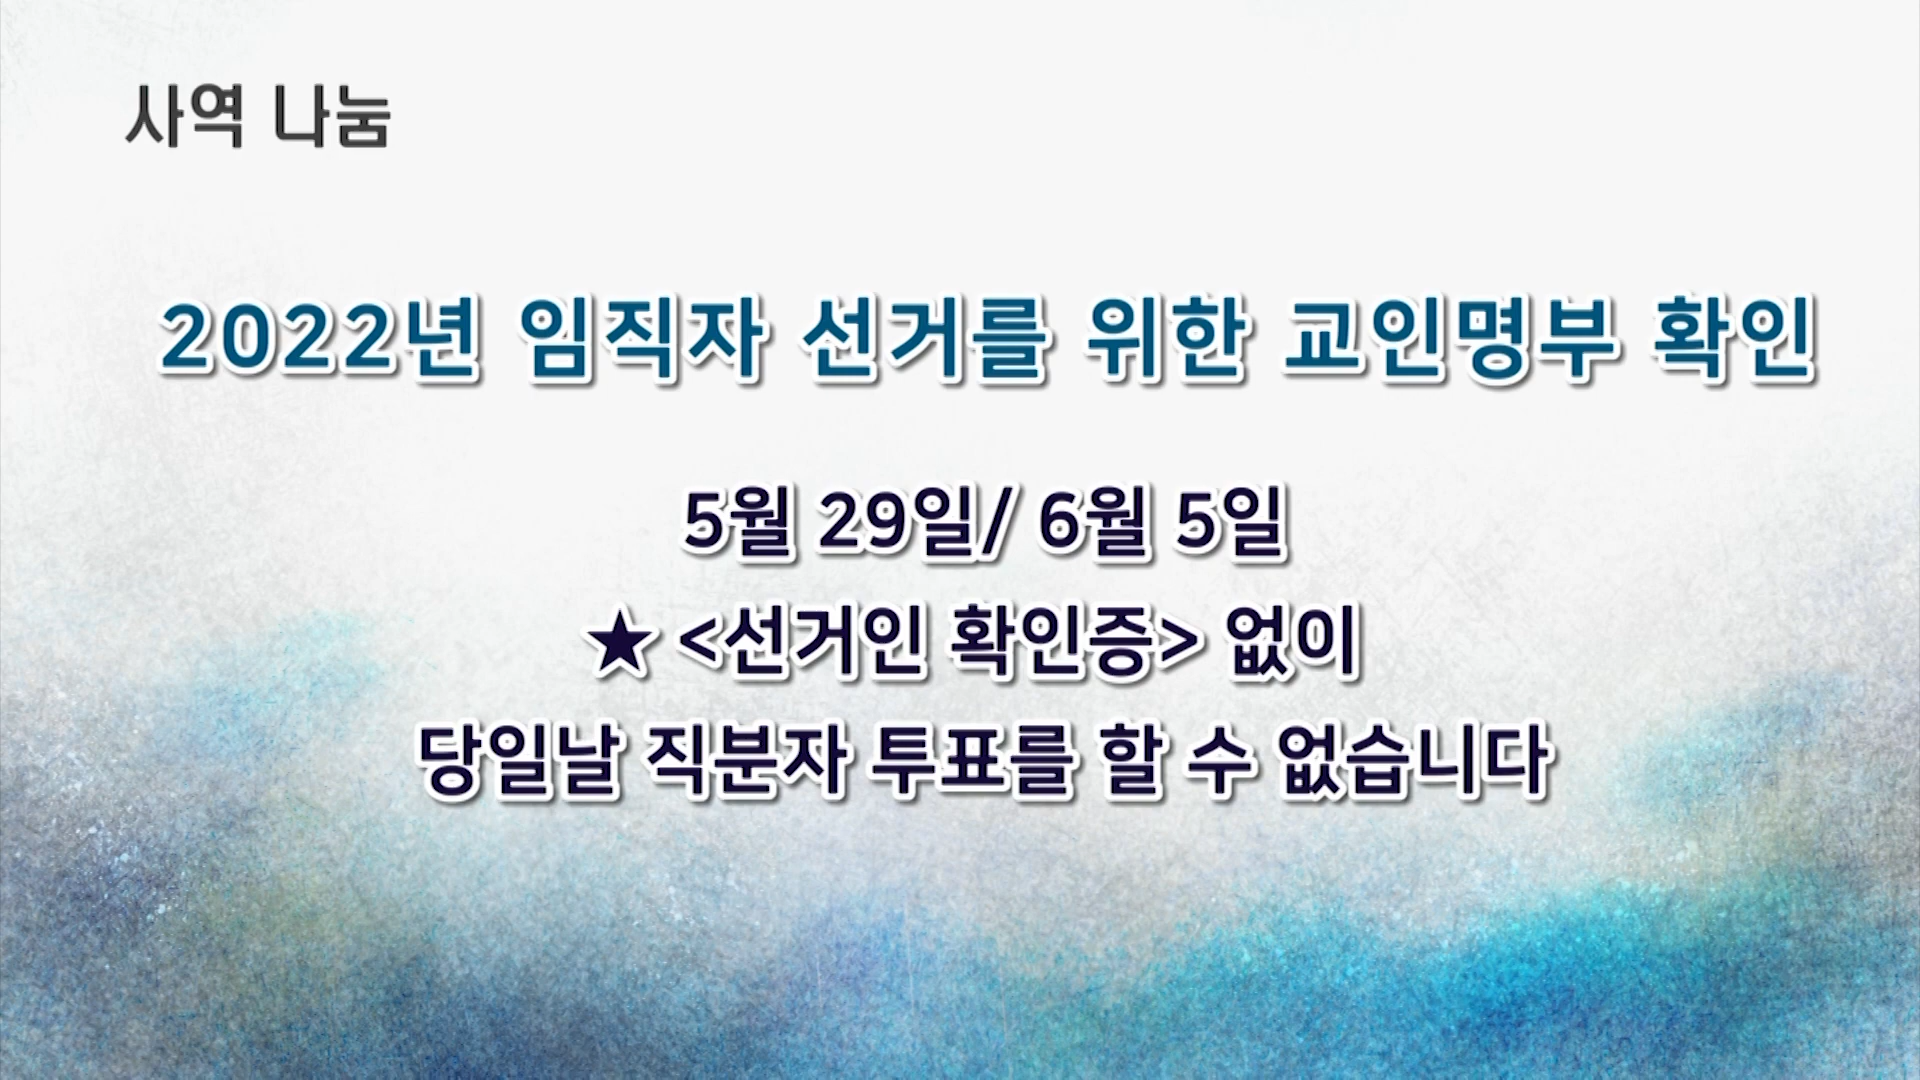 사역 나눔
2022년 임직자 선거를 위한 교인명부 확인
5월 29일/ 6월 5일
★ <선거인 확인증> 없이
당일날 직분자 투표를 할 수 없습니다